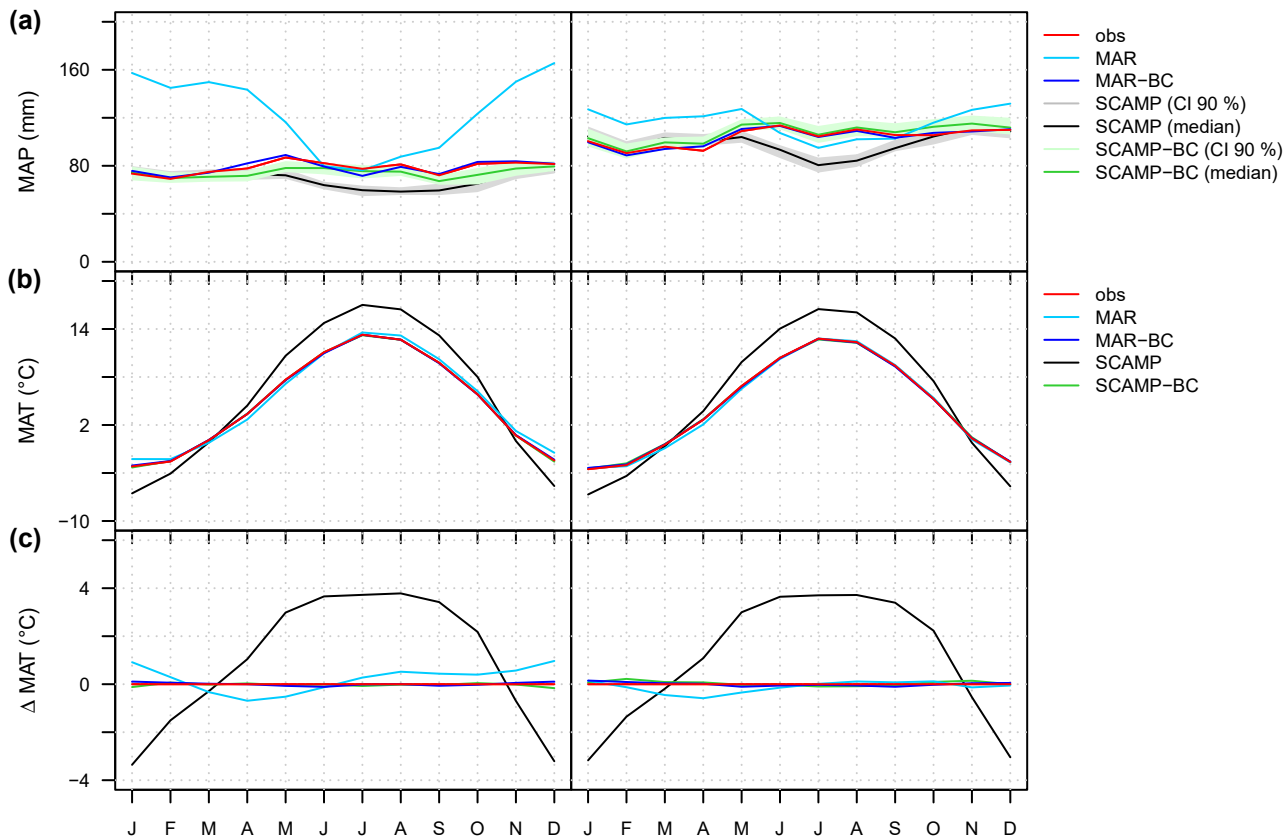 (a)
MAP (mm)
160
80
0
obs
MAR
MAR−BC
SCAMP (CI 90 %)
SCAMP (median)
SCAMP−BC (CI 90 %)
SCAMP−BC (median)
(b)
MAT (°C)
14
2
−10
obs
MAR
MAR−BC
SCAMP
SCAMP−BC
(c)
Δ MAT (°C)
4
0
−4
J F M A M J J A S O N D J F M A M J J A S O N D